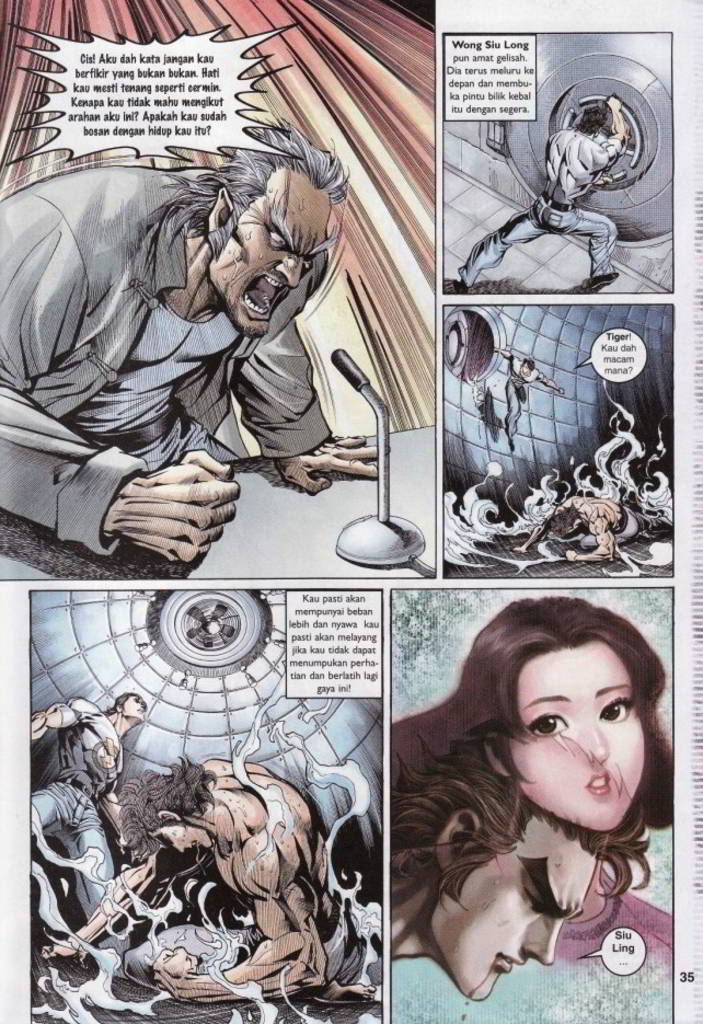 Cis! Aku dah kata jangan kau
berfikir yang bukan bukan. Hati
kau mesti tenang seperti cermin.
Kenapa kau tidak mahu mengikut
arahan aku ini? Apakah kau sudah
bosan dengan hidup kau itu?
Wong Siu Long
pun amat gelisah.
Dia terus meluru ke
depan dan membu-
ka pintu bilik kebal
itu dengan segera.
Tiger!
Kau dah
macam
mana?
Kau pasti akan
mempunyai beban
lebih dan nyawa kau
pasti akan melayang
jika kau tidak dapat
menumpukan perha-
tian dan berlatih lagi
gaya ini!
Siu
Ling
...
35